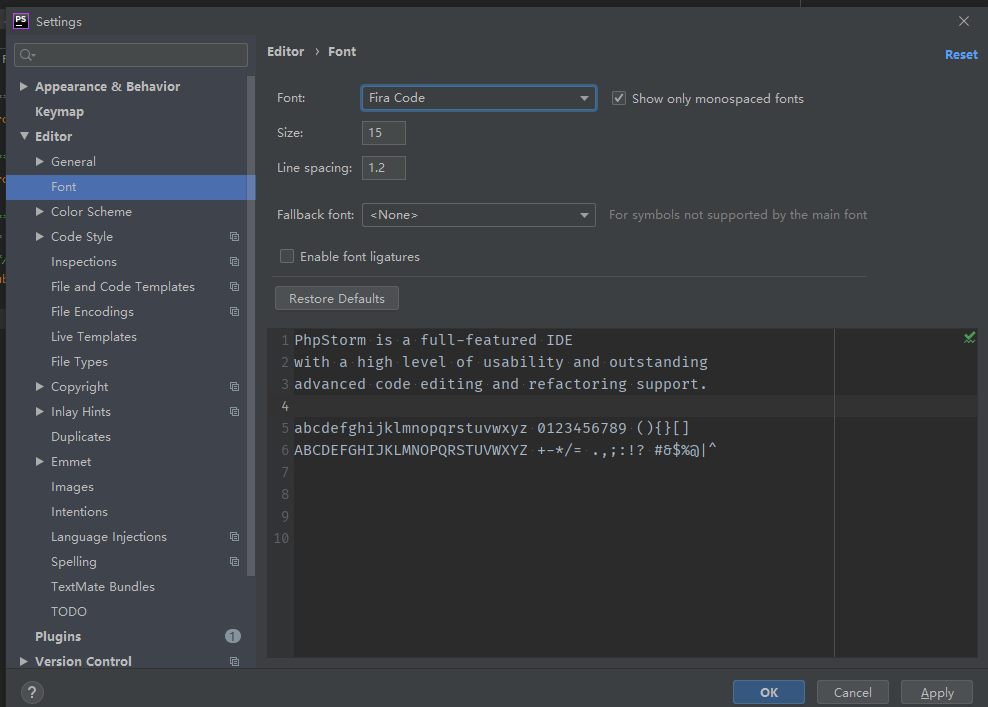 PS Settings
Editor › Font
Reset
Appearance & Behavior
Keymap
Editor
General
Font
Color Scheme
Code Style
Inspections
File and Code Templates
File Encodings
Live Templates
File Types
Copyright
Inlay Hints
Duplicates
Emmet
Images
Intentions
Language Injections
Spelling
TextMate Bundles
TODO
Plugins 1
Version Control
Font: Fira Code Show only monospaced fonts
Size: 15
Line spacing: 1.2
Fallback font: <None> For symbols not supported by the main font
Enable font ligatures
Restore Defaults
1 PhpStorm is a full-featured IDE
2 with a high level of usability and outstanding
3 advanced code editing and refactoring support.
4
5 abcdefghijklmnopqrstuvwxyz 0123456789 (){}[]
6 ABCDEFGHIJKLMNOPQRSTUVWXYZ +-*/= .,;:!? #&$%@|^
7
8
9
10
? OK Cancel Apply